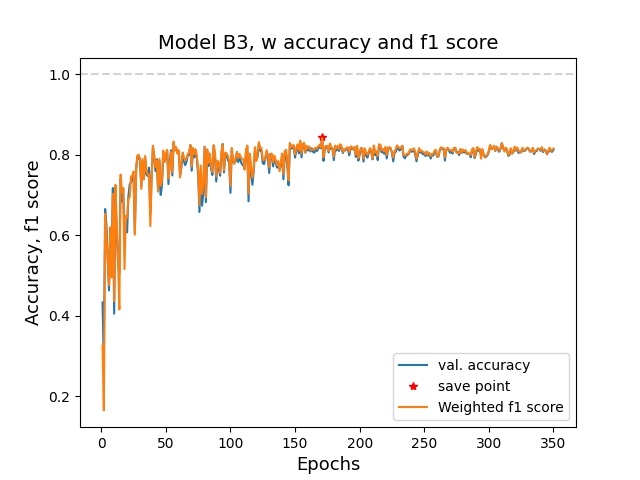 Model B3, w accuracy and f1 score
1.0
0.8
0.6
0.4
0.2
Accuracy, f1 score
val. accuracy
save point
Weighted f1 score
0 50 100 150 200 250 300 350
Epochs